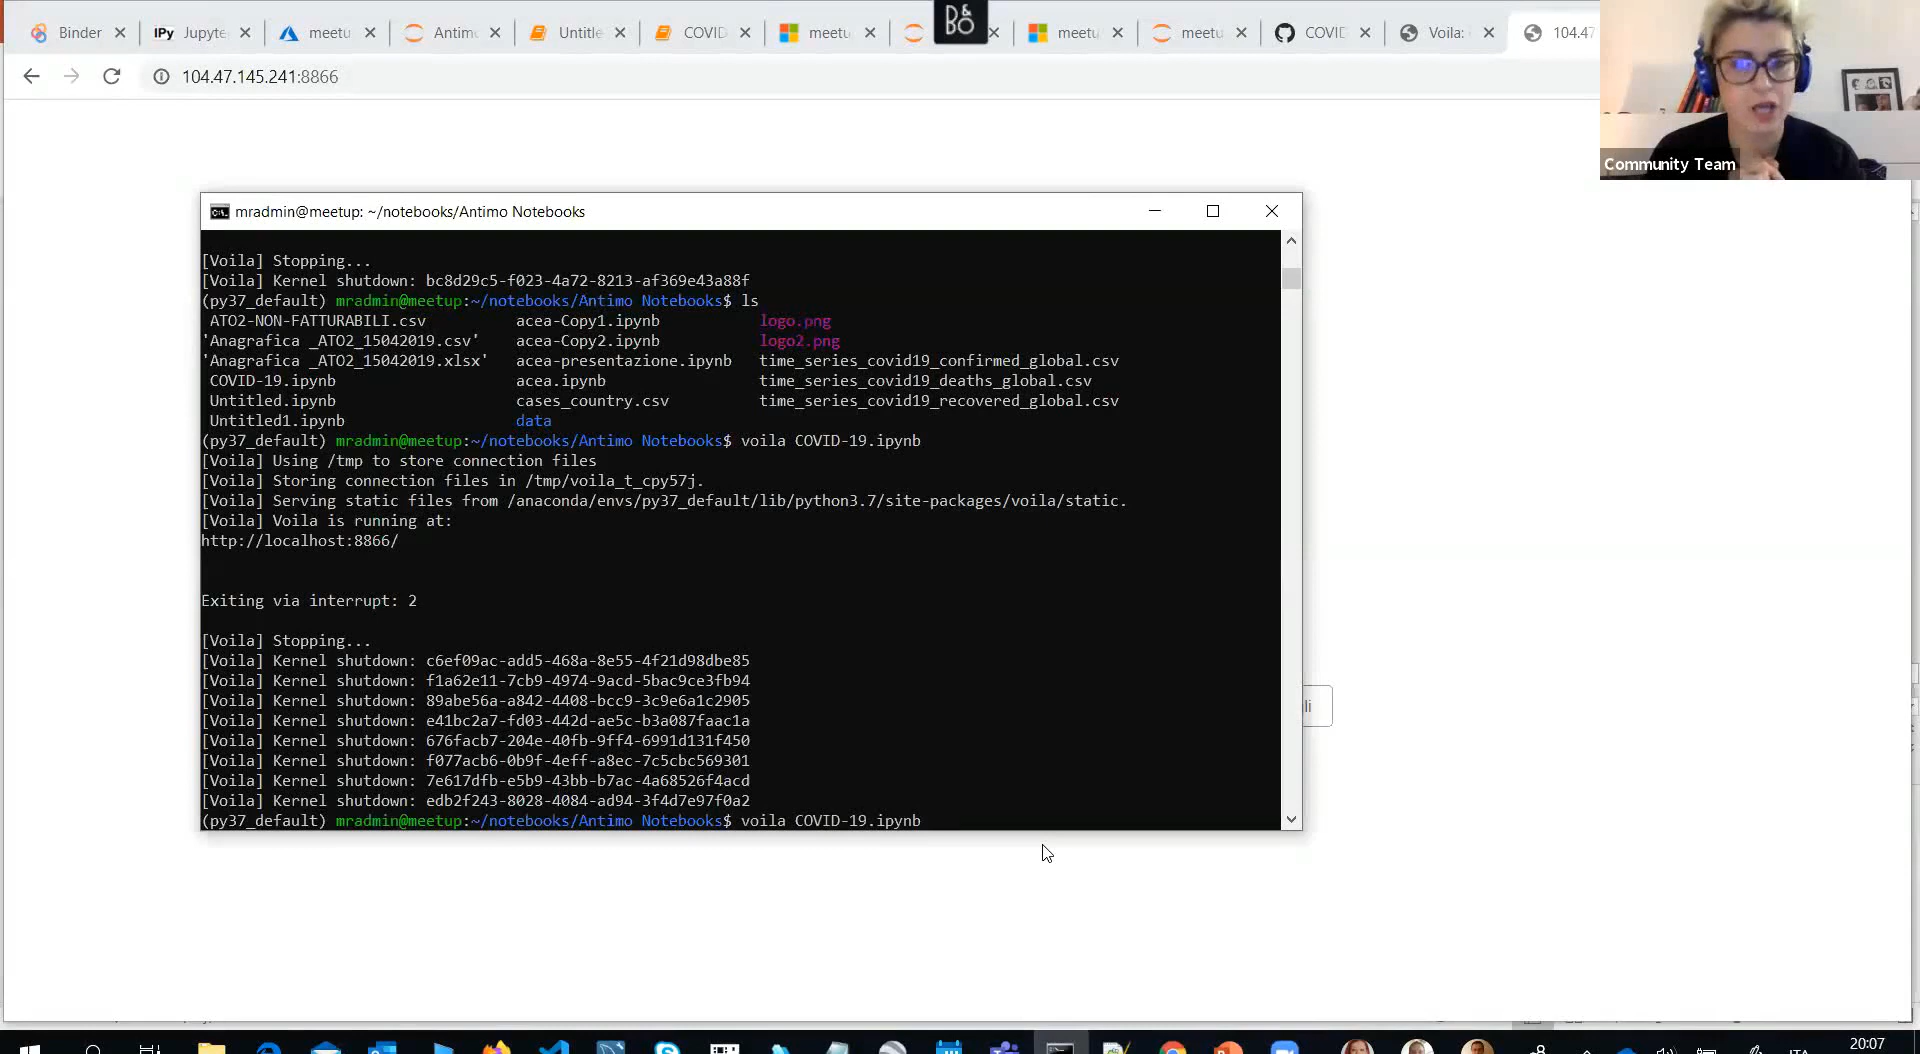 Binder
IPy Jupyte
meetu
Antim
Untitle
COVID
meetu
B&O
meetu
meetu
COVID
Voila:
104.47
104.47.145.241:8866
Community Team
mradmin@meetup: ~/notebooks/Antimo Notebooks
[Voila] Stopping...
[Voila] Kernel shutdown: bc8d29c5-f023-4a72-8213-af369e43a88f
(py37_default) mradmin@meetup:~/notebooks/Antimo Notebooks$ ls
ATO2-NON-FATTURABILI.csv acea-Copy1.ipynb logo.png
'Anagrafica _ATO2_15042019.csv' acea-Copy2.ipynb logo2.png
'Anagrafica _ATO2_15042019.xlsx' acea-presentazione.ipynb time_series_covid19_confirmed_global.csv
COVID-19.ipynb acea.ipynb time_series_covid19_deaths_global.csv
Untitled.ipynb cases_country.csv time_series_covid19_recovered_global.csv
Untitled1.ipynb data
(py37_default) mradmin@meetup:~/notebooks/Antimo Notebooks$ voila COVID-19.ipynb
[Voila] Using /tmp to store connection files
[Voila] Storing connection files in /tmp/voila_t_cpy57j.
[Voila] Serving static files from /anaconda/envs/py37_default/lib/python3.7/site-packages/voila/static.
[Voila] Voila is running at:
http://localhost:8866/
Exiting via interrupt: 2
[Voila] Stopping...
[Voila] Kernel shutdown: c6ef09ac-add5-468a-8e55-4f21d98dbe85
[Voila] Kernel shutdown: f1a62e11-7cb9-4974-9acd-5bac9ce3fb94
[Voila] Kernel shutdown: 89abe56a-a842-4408-bcc9-3c9e6a1c2905
[Voila] Kernel shutdown: e41bc2a7-fd03-442d-ae5c-b3a087faac1a
[Voila] Kernel shutdown: 676facb7-204e-40fb-9ff4-6991d131f450
[Voila] Kernel shutdown: f077acb6-0b9f-4eff-a8ec-7c5cbc569301
[Voila] Kernel shutdown: 7e617dfb-e5b9-43bb-b7ac-4a68526f4acd
[Voila] Kernel shutdown: edb2f243-8028-4084-ad94-3f4d7e97f0a2
(py37_default) mradmin@meetup:~/notebooks/Antimo Notebooks$ voila COVID-19.ipynb
li
20:07